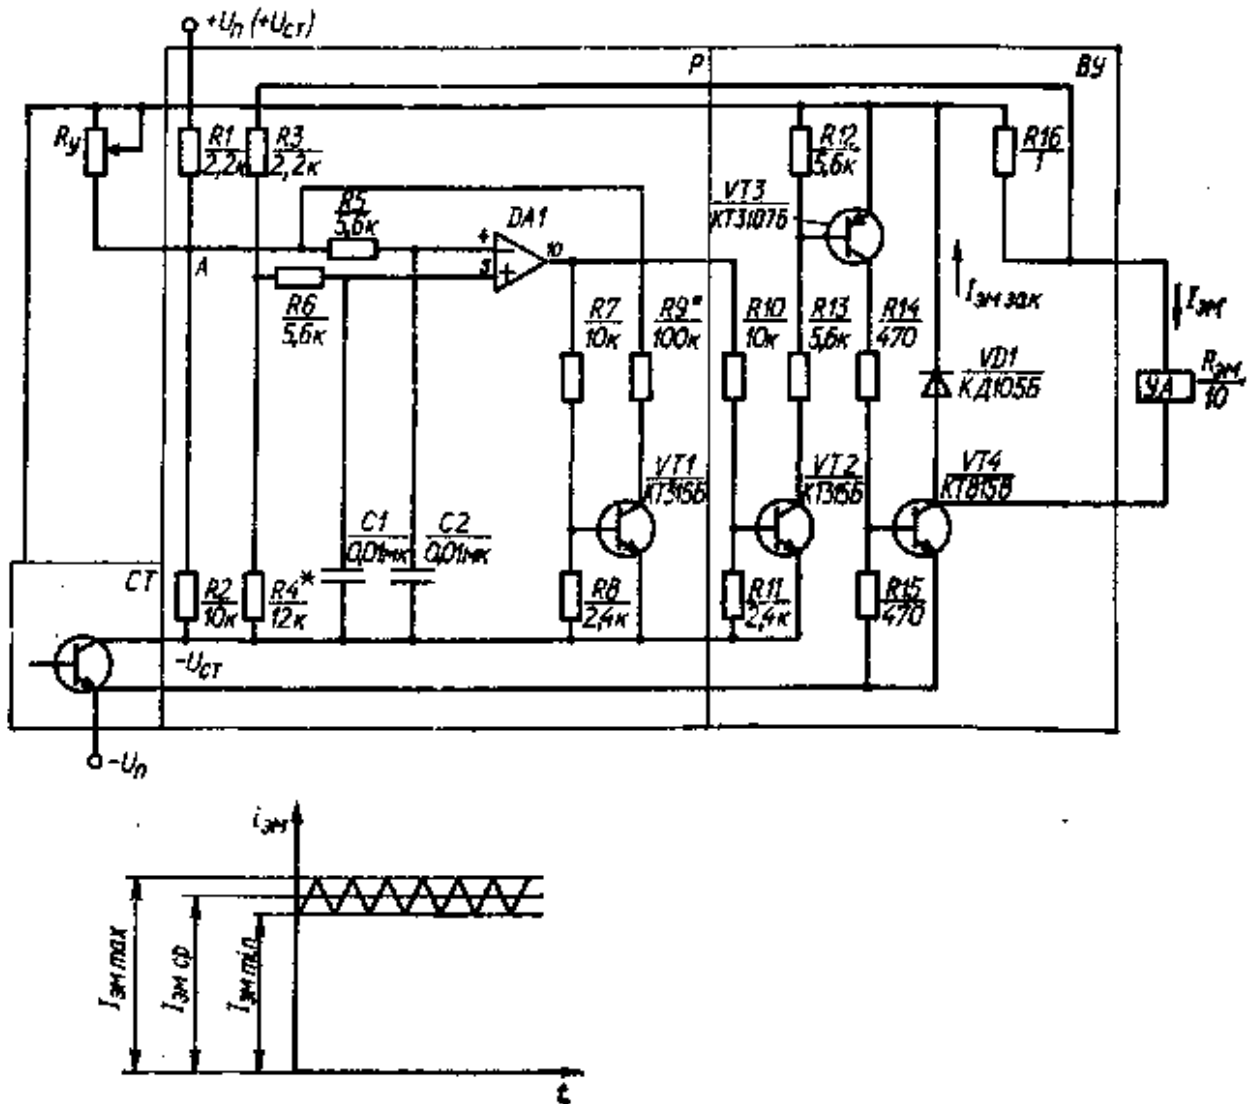 +Uп (+Uст)
Р
ВУ
Rу
R1
2,2к
R3
2,2к
R12
5,6к
R16
1
VT3
КТ3107Б
R5
5,6к
DA1
4
3
10
А
R6
5,6к
Iэм зак
Iэм
R7
10к
R9*
100к
R10
10к
R13
5,6к
R14
470
VD1
КД105Б
УА
Rэм
10
VT1
КТ315Б
VT2
КТ315Б
VT4
КТ815В
C1
0,01мк
C2
0,01мк
СТ
R2
10к
R4*
12к
R8
2,4к
R11
2,4к
R15
470
-Uст
-Uп
iэм
Iэм max
Iэм ср
Iэм min
t